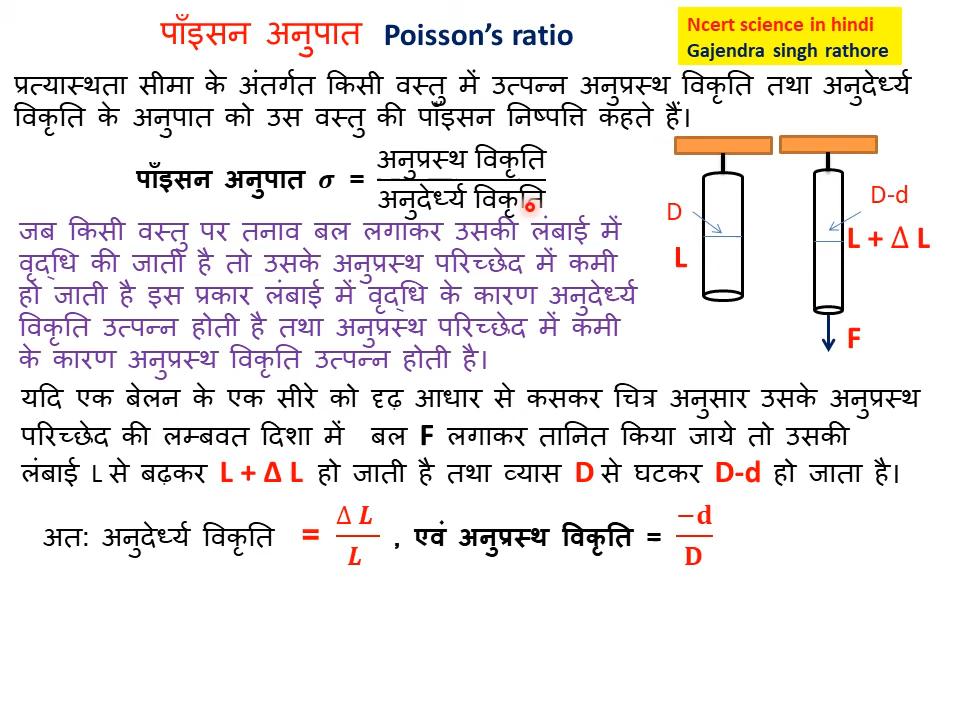 पाँइसन अनुपात Poisson's ratio
Ncert science in hindi
Gajendra singh rathore
प्रत्यास्थता सीमा के अंतर्गत किसी वस्तु में उत्पन्न अनुप्रस्थ विकृति तथा अनुदेर्ध्य
विकृति के अनुपात को उस वस्तु की पाँइसन निष्पत्ति कहते हैं।
पाँइसन अनुपात σ = अनुप्रस्थ विकृति / अनुदेर्ध्य विकृति
D
L
D-d
L + Δ L
F
जब किसी वस्तु पर तनाव बल लगाकर उसकी लंबाई में
वृद्धि की जाती है तो उसके अनुप्रस्थ परिच्छेद में कमी
हो जाती है इस प्रकार लंबाई में वृद्धि के कारण अनुदेर्ध्य
विकृति उत्पन्न होती है तथा अनुप्रस्थ परिच्छेद में कमी
के कारण अनुप्रस्थ विकृति उत्पन्न होती है।
यदि एक बेलन के एक सीरे को दृढ़ आधार से कसकर चित्र अनुसार उसके अनुप्रस्थ
परिच्छेद की लम्बवत दिशा में बल F लगाकर तानित किया जाये तो उसकी
लंबाई L से बढ़कर L + Δ L हो जाती है तथा व्यास D से घटकर D-d हो जाता है।
अत: अनुदेर्ध्य विकृति = Δ L / L , एवं अनुप्रस्थ विकृति = −d / D